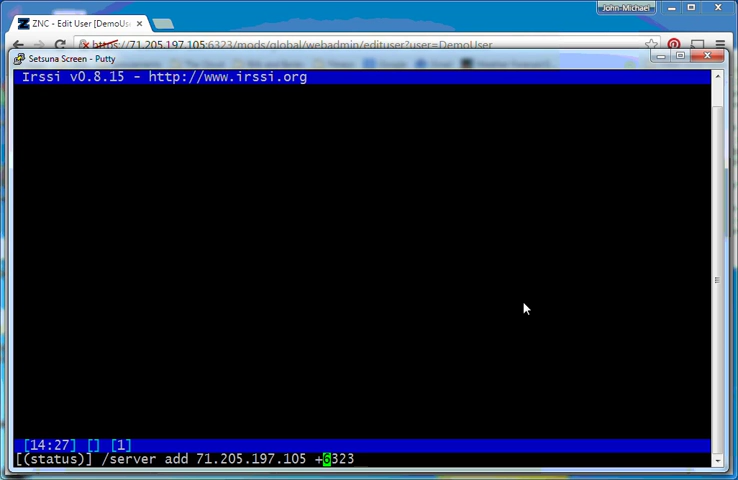 John-Michael
ZNC - Edit User [DemoUse
https://71.205.197.105:6323/mods/global/webadmin/edituser?user=DemoUser
Setsuna Screen - Putty
Irssi v0.8.15 - http://www.irssi.org
[14:27] [] [1]
[(status)] /server add 71.205.197.105 +6323